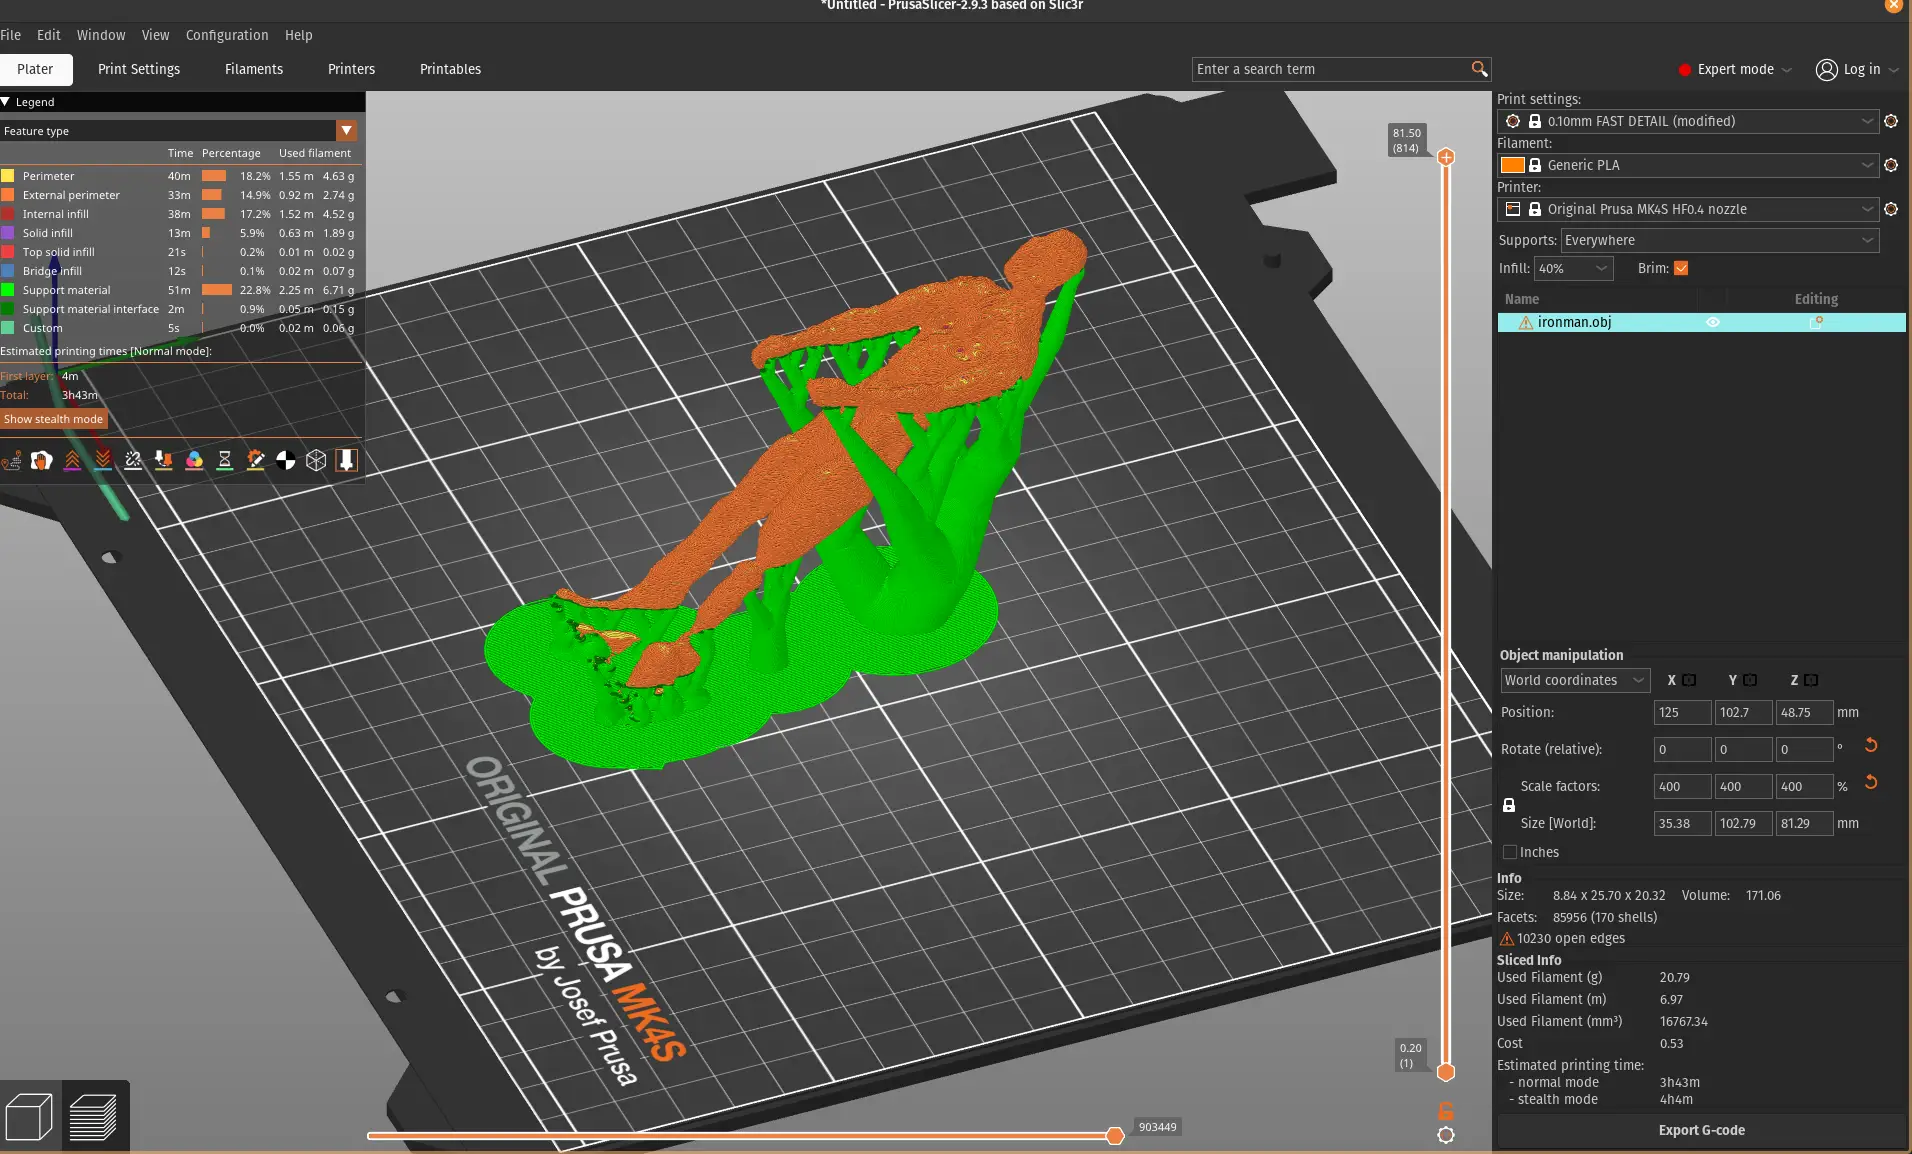 *Untitled - PrusaSlicer-2.9.3 based on Slic3r
File Edit Window View Configuration Help
Plater Print Settings Filaments Printers Printables
Enter a search term
Expert mode Log in
Legend
Feature type
Time Percentage Used filament
Perimeter 40m 18.2% 1.55 m 4.63 g
External perimeter 33m 14.9% 0.92 m 2.74 g
Internal infill 38m 17.2% 1.52 m 4.52 g
Solid infill 13m 5.9% 0.63 m 1.89 g
Top solid infill 21s 0.2% 0.01 m 0.02 g
Bridge infill 12s 0.1% 0.02 m 0.07 g
Support material 51m 22.8% 2.25 m 6.71 g
Support material interface 2m 0.9% 0.05 m 0.15 g
Custom 5s 0.0% 0.02 m 0.06 g
Estimated printing times [Normal mode]:
First layer: 4m
Total: 3h43m
Show stealth mode
81.50
(814)
ORIGINAL PRUSA MK4S
by Josef Prusa
0.20
(1)
903449
Print settings:
0.10mm FAST DETAIL (modified)
Filament:
Generic PLA
Printer:
Original Prusa MK4S HF0.4 nozzle
Supports: Everywhere
Infill: 40% Brim:
Name Editing
ironman.obj
Object manipulation
World coordinates X Y Z
Position: 125 102.7 48.75 mm
Rotate (relative): 0 0 0 °
Scale factors: 400 400 400 %
Size [World]: 35.38 102.79 81.29 mm
Inches
Info
Size: 8.84 x 25.70 x 20.32 Volume: 171.06
Facets: 85956 (170 shells)
10230 open edges
Sliced Info
Used Filament (g) 20.79
Used Filament (m) 6.97
Used Filament (mm³) 16767.34
Cost 0.53
Estimated printing time:
- normal mode 3h43m
- stealth mode 4h4m
Export G-code